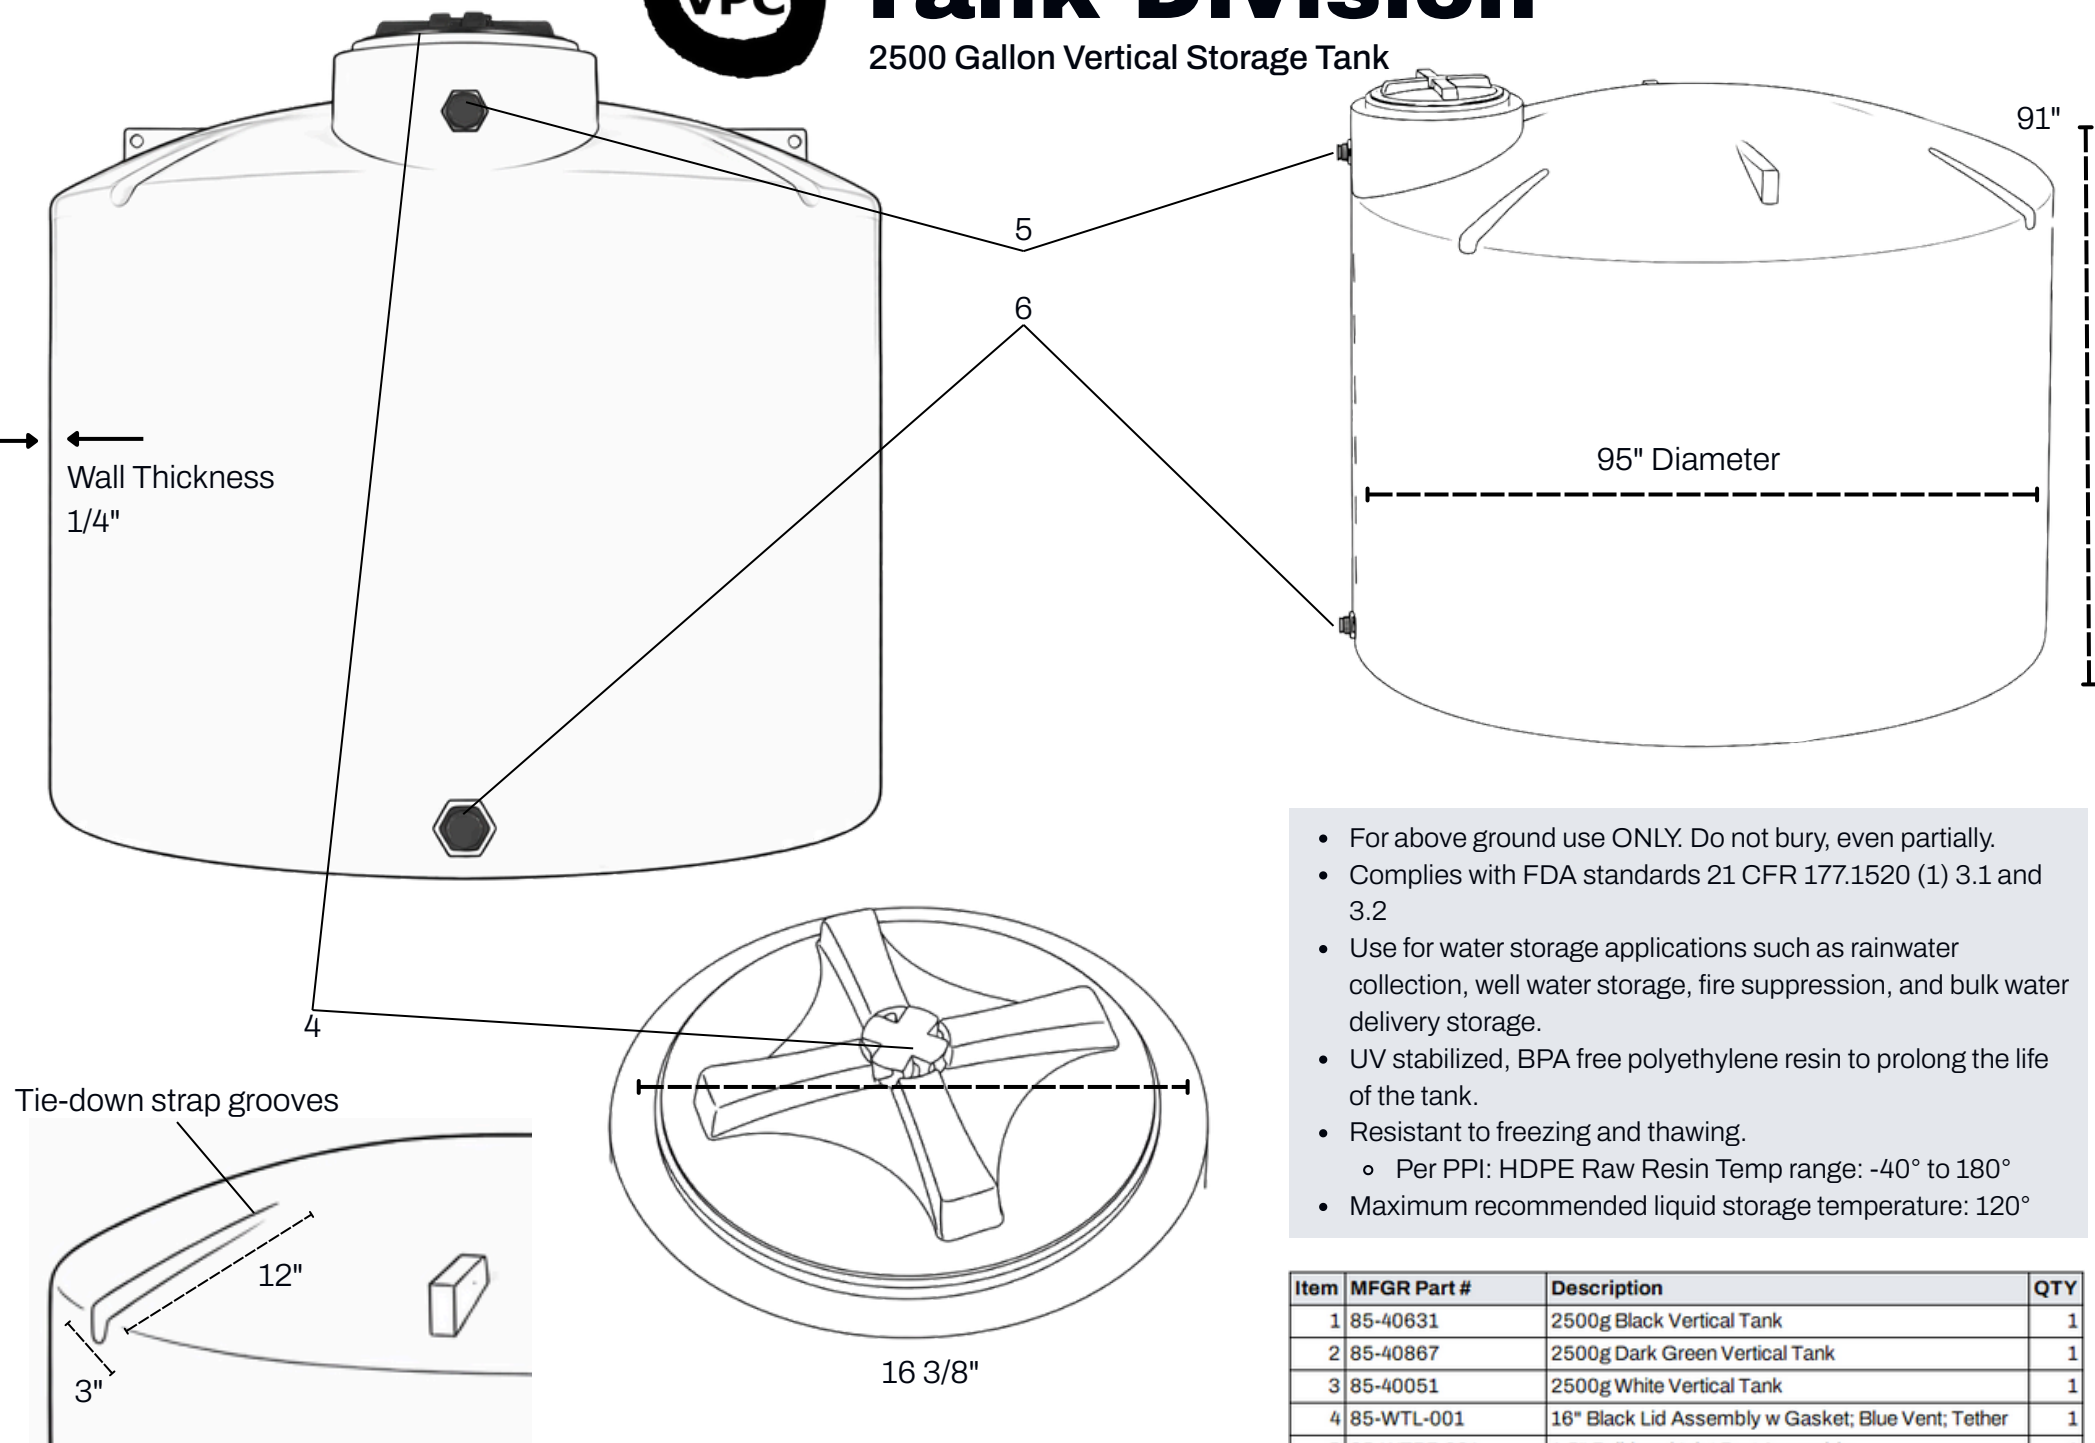 VPC
Tank Division
2500 Gallon Vertical Storage Tank
91"
5
6
95" Diameter
Wall Thickness
1/4"
4
Tie-down strap grooves
12"
3"
16 3/8"
• For above ground use ONLY. Do not bury, even partially.
• Complies with FDA standards 21 CFR 177.1520 (1) 3.1 and
3.2
• Use for water storage applications such as rainwater
collection, well water storage, fire suppression, and bulk water
delivery storage.
• UV stabilized, BPA free polyethylene resin to prolong the life
of the tank.
• Resistant to freezing and thawing.
∘ Per PPI: HDPE Raw Resin Temp range: -40° to 180°
• Maximum recommended liquid storage temperature: 120°
Item MFGR Part # Description QTY
1 85-40631 2500g Black Vertical Tank 1
2 85-40867 2500g Dark Green Vertical Tank 1
3 85-40051 2500g White Vertical Tank 1
4 85-WTL-001 16" Black Lid Assembly w Gasket; Blue Vent; Tether 1